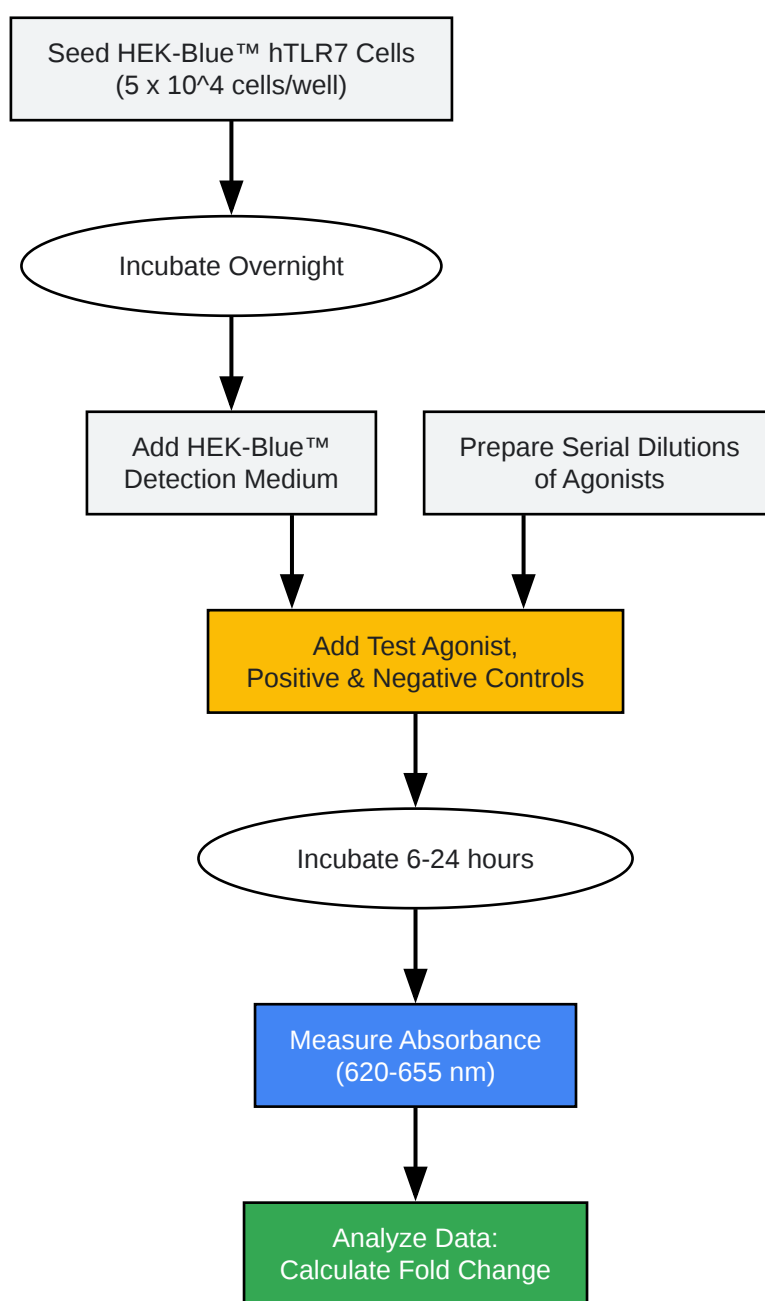 Seed HEK-Blue™ hTLR7 Cells
(5 x 10^4 cells/well)
Incubate Overnight
Add HEK-Blue™
Detection Medium
Prepare Serial Dilutions
of Agonists
Add Test Agonist,
Positive & Negative Controls
Incubate 6-24 hours
Measure Absorbance
(620-655 nm)
Analyze Data:
Calculate Fold Change